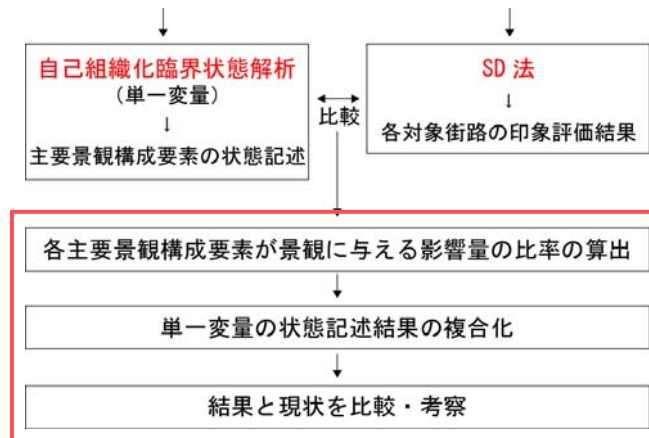 自己組織化臨界状態解析
(単一変量)
↓
主要景観構成要素の状態記述
比較
SD 法
↓
各対象街路の印象評価結果
各主要景観構成要素が景観に与える影響量の比率の算出
単一変量の状態記述結果の複合化
結果と現状を比較・考察